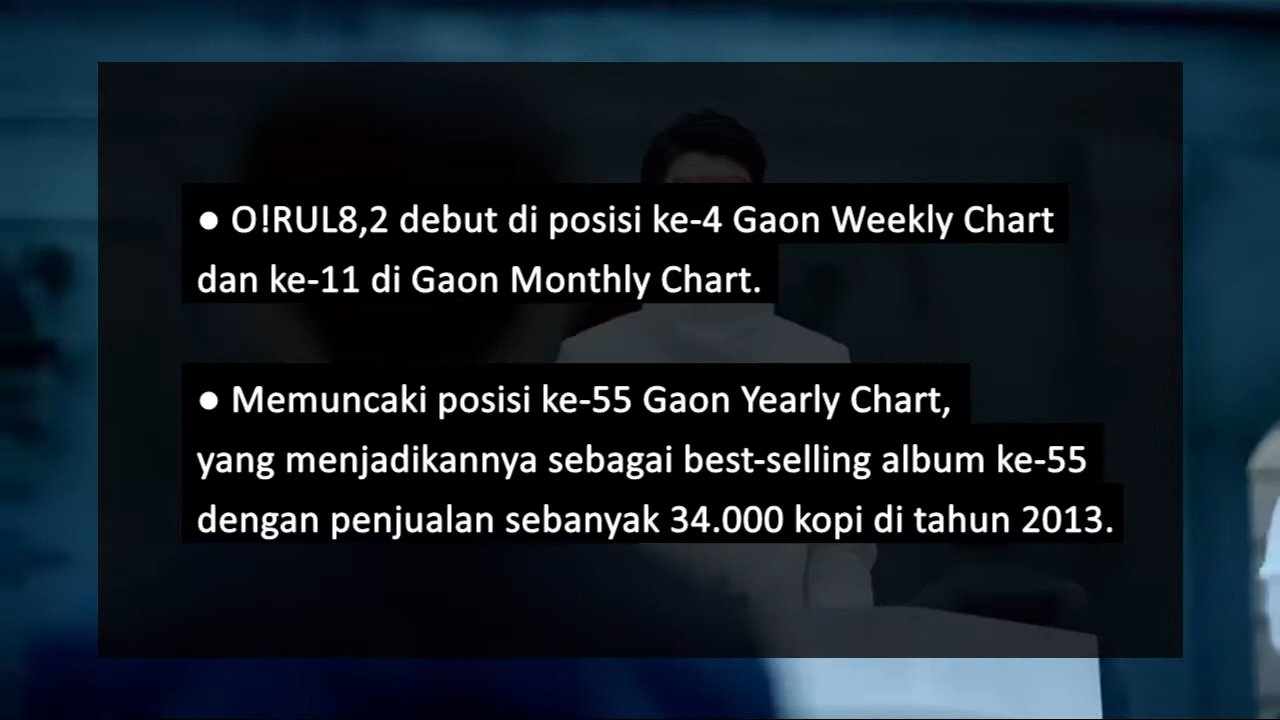 ● O!RUL8,2 debut di posisi ke-4 Gaon Weekly Chart
dan ke-11 di Gaon Monthly Chart.
● Memuncaki posisi ke-55 Gaon Yearly Chart,
yang menjadikannya sebagai best-selling album ke-55
dengan penjualan sebanyak 34.000 kopi di tahun 2013.